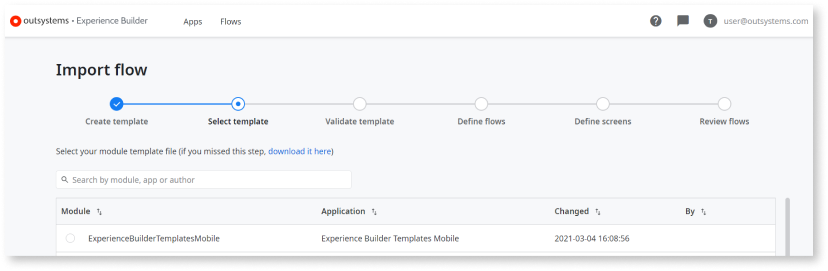 outsystems • Experience Builder Apps Flows ? T user@outsystems.com
Import flow
Create template Select template Validate template Define flows Define screens Review flows
Select your module template file (if you missed this step, download it here)
Search by module, app or author
Module Application Changed By
ExperienceBuilderTemplatesMobile Experience Builder Templates Mobile 2021-03-04 16:08:56